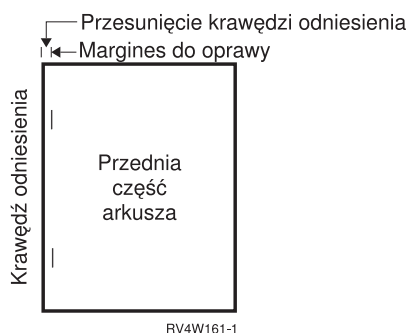 Przesunięcie krawędzi odniesienia
Margines do oprawy
Krawędź odniesienia
Przednia
część
arkusza
RV4W161-1